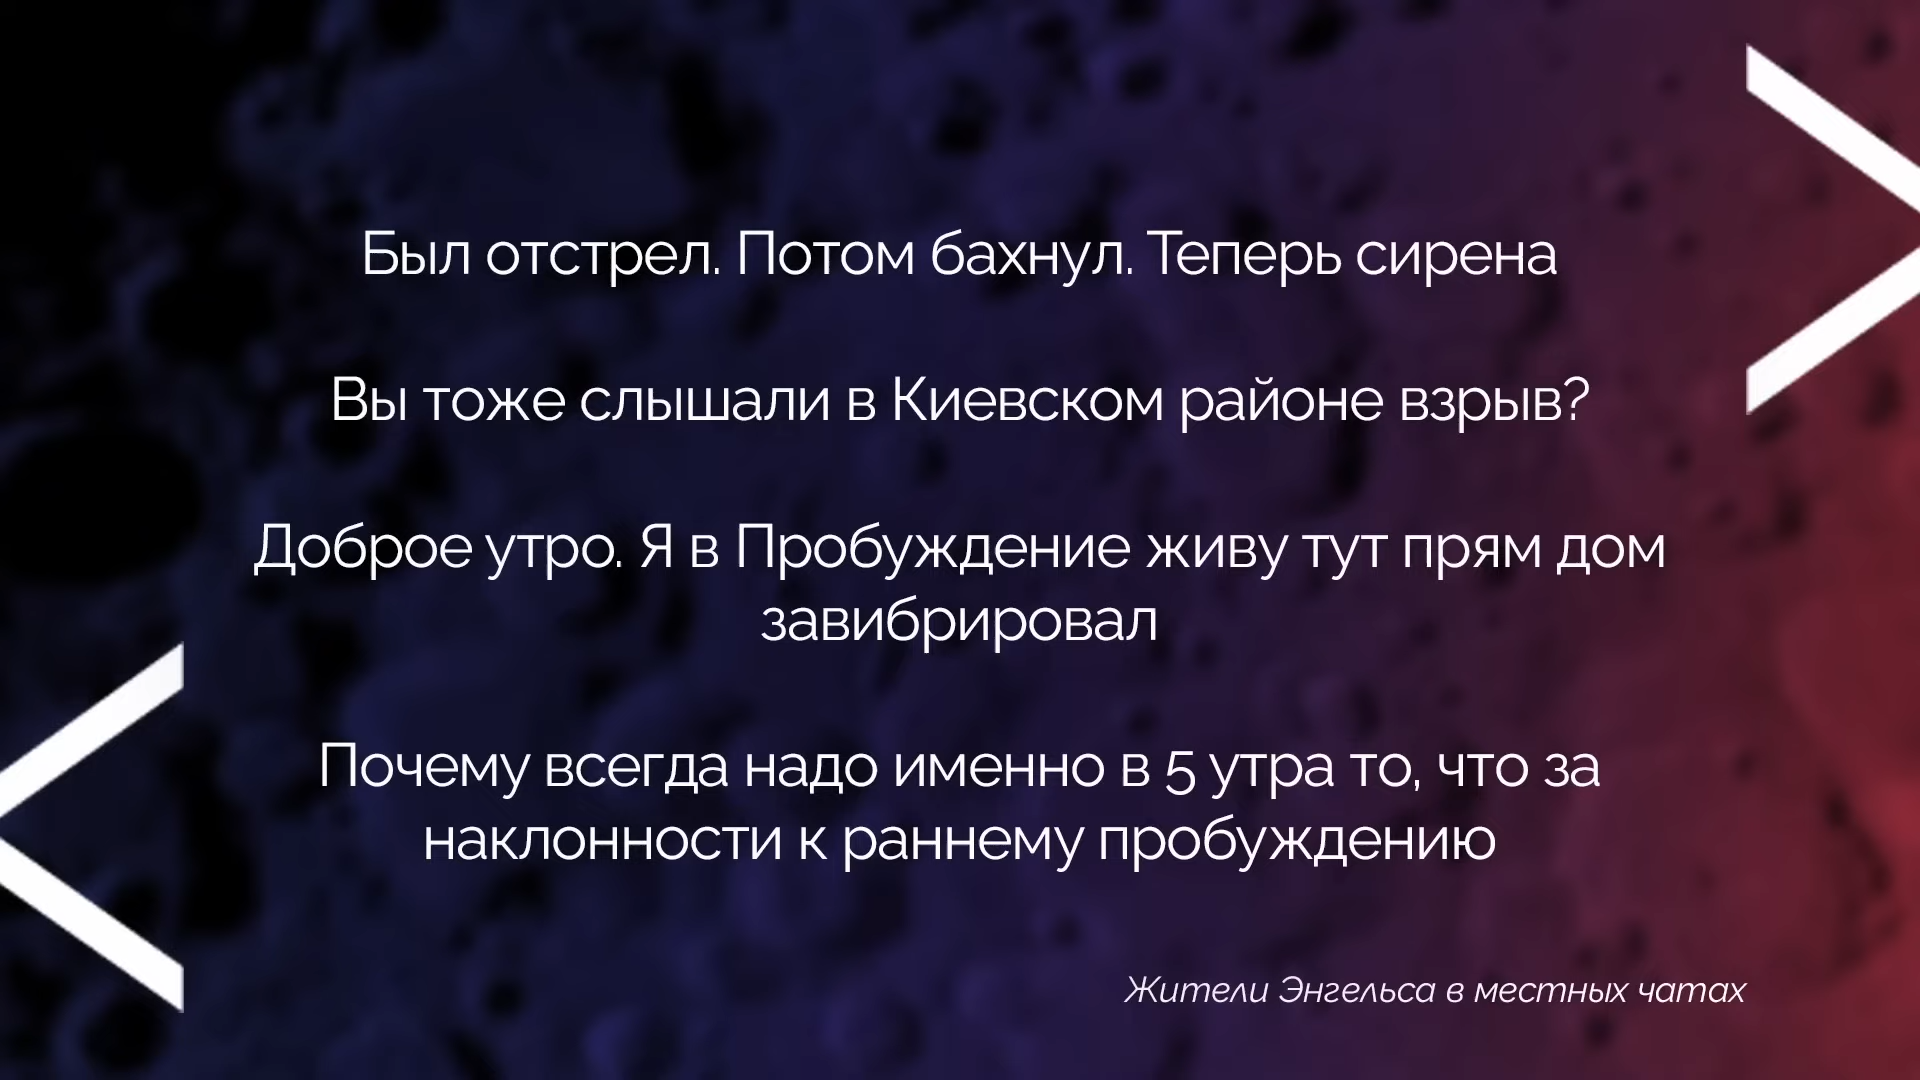 Был отстрел. Потом бахнул. Теперь сирена
Вы тоже слышали в Киевском районе взрыв?
Доброе утро. Я в Пробуждение живу тут прям дом
завибрировал
Почему всегда надо именно в 5 утра то, что за
наклонности к раннему пробуждению
Жители Энгельса в местных чатах